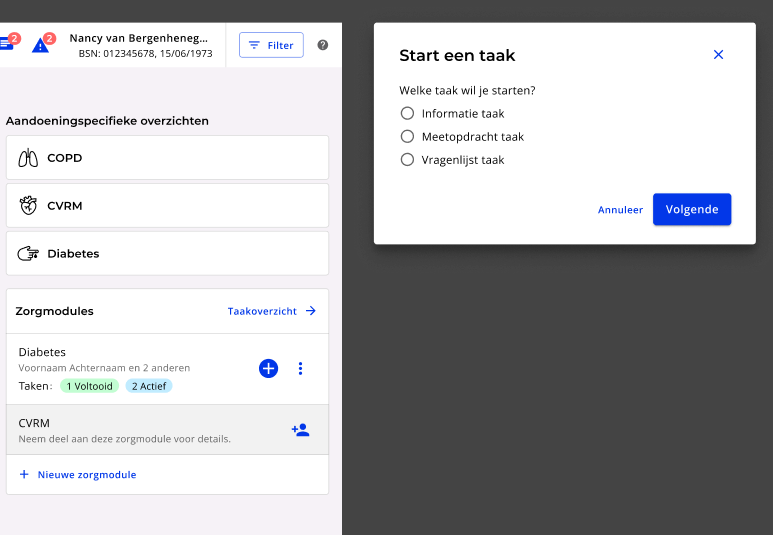 2
2
Nancy van Bergenheneg...
BSN: 012345678, 15/06/1973
Filter
?
Aandoeningspecifieke overzichten
COPD
CVRM
Diabetes
Zorgmodules
Taakoverzicht
Diabetes
Voornaam Achternaam en 2 anderen
Taken: 1 Voltooid 2 Actief
CVRM
Neem deel aan deze zorgmodule voor details.
Nieuwe zorgmodule
Start een taak
Welke taak wil je starten?
Informatie taak
Meetopdracht taak
Vragenlijst taak
Annuleer
Volgende